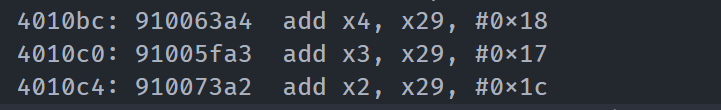 4010bc: 910063a4 add x4, x29, #0×18
4010c0: 91005fa3 add x3, x29, #0×17
4010c4: 910073a2 add x2, x29, #0×1c